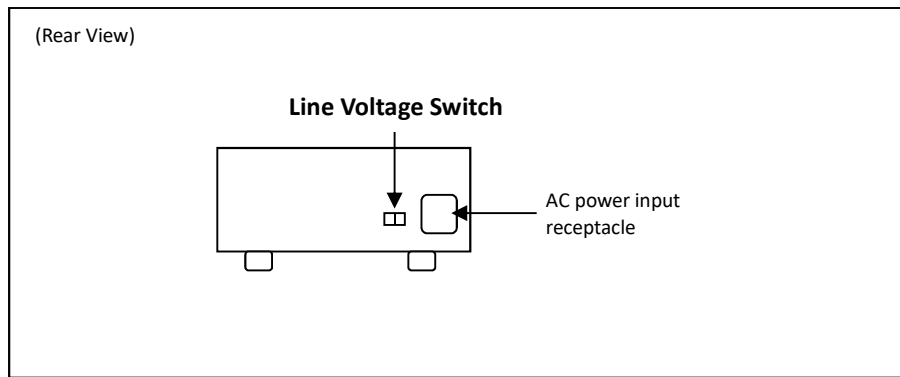 (Rear View)
Line Voltage Switch
AC power input
receptacle